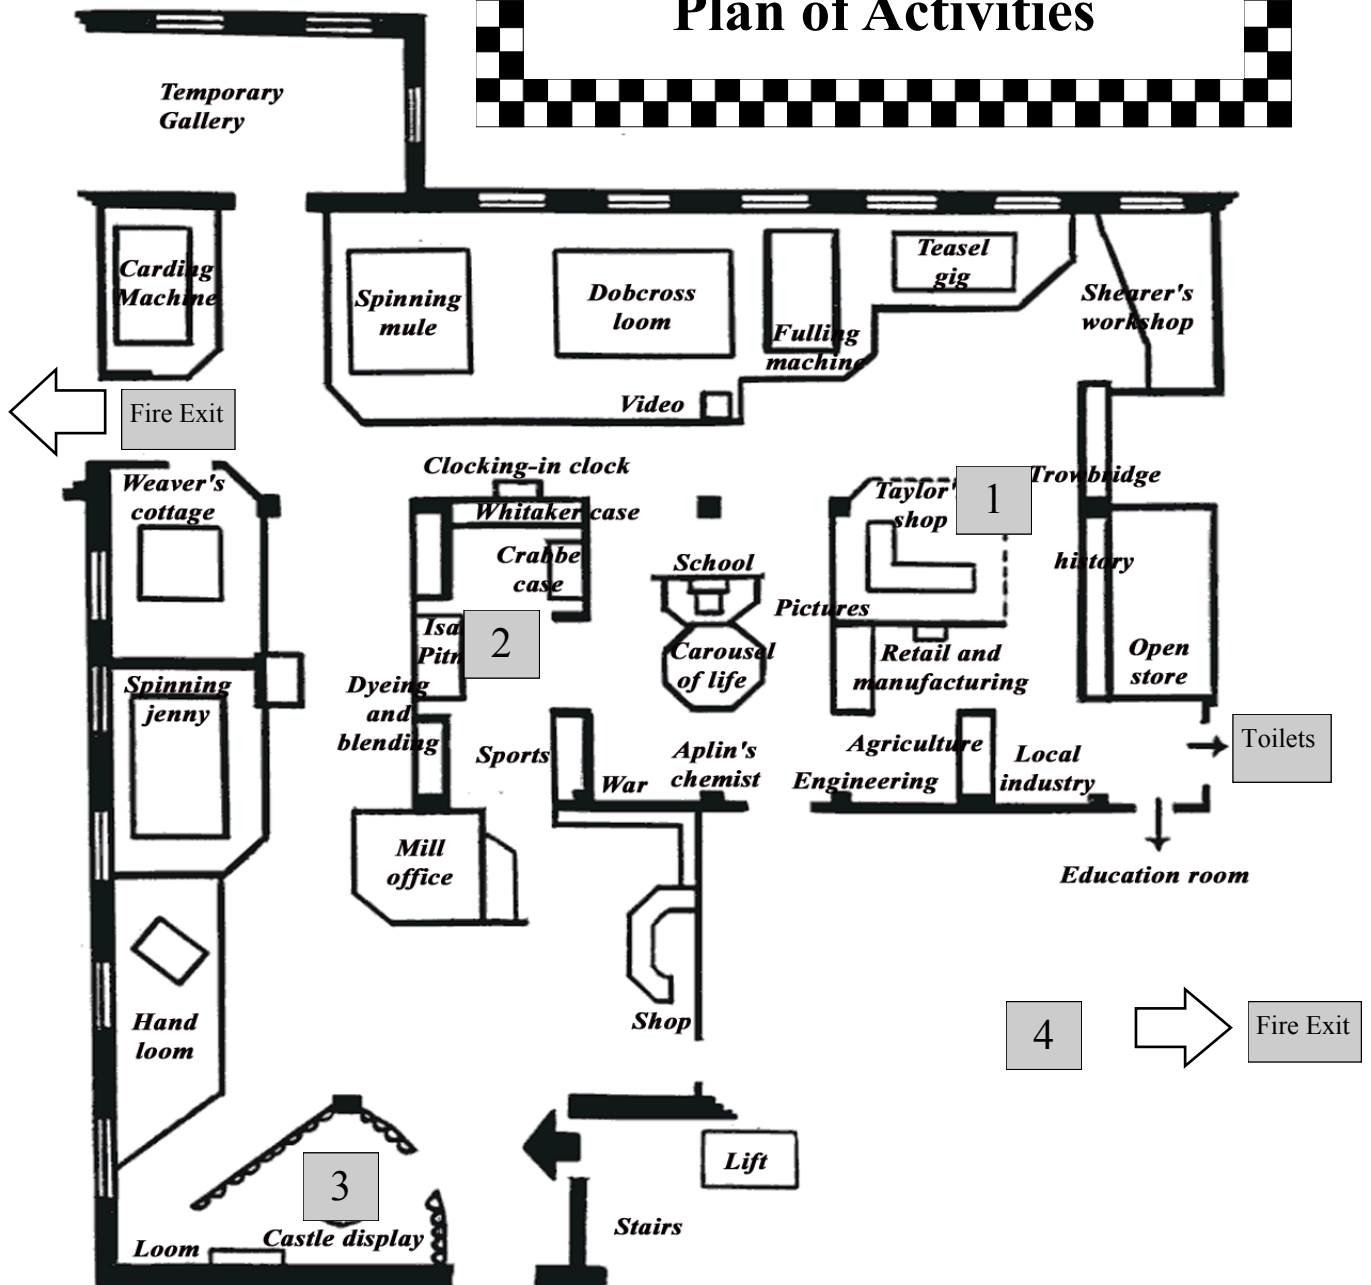 Plan of Activities
Temporary
Gallery
Carding
Machine
Spinning
mule
Dobcross
loom
Fulling
machine
Teasel
gig
Shearer's
workshop
Video
Fire Exit
Weaver's
cottage
Clocking-in clock
Whitaker case
Crabbe
case
Taylor'
shop
1
Trowbridge
history
School
Pictures
2
Carousel
of life
Retail and
manufacturing
Open
store
Spinning
jenny
Dyeing
and
blending
Sports
War
Aplin's
chemist
Agriculture
Engineering
Local
industry
Toilets
Mill
office
Education room
Hand
loom
Shop
4
Fire Exit
3
Lift
Stairs
Castle display
Loom